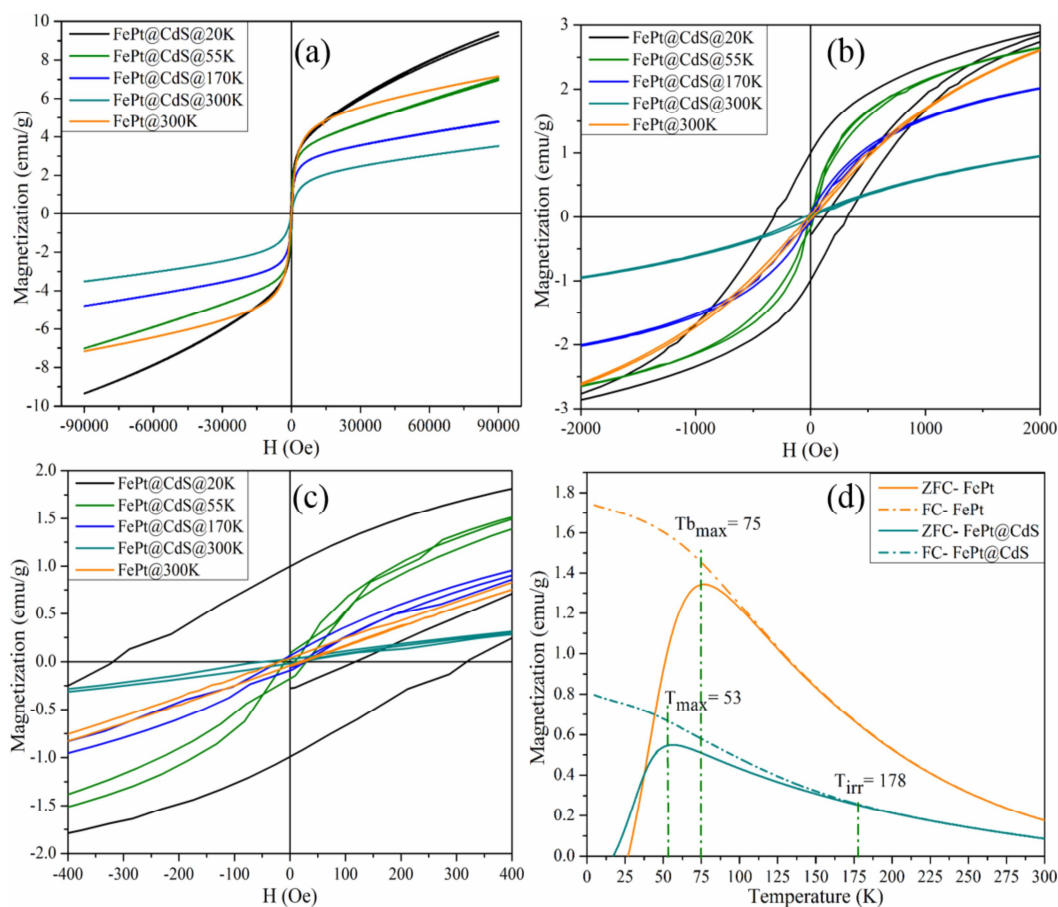 (a)
FePt@CdS@20K
FePt@CdS@55K
FePt@CdS@170K
FePt@CdS@300K
FePt@300K
10
8
6
4
2
0
-2
-4
-6
-8
-10
Magnetization (emu/g)
-90000 -60000 -30000 0 30000 60000 90000
H (Oe)
(b)
FePt@CdS@20K
FePt@CdS@55K
FePt@CdS@170K
FePt@CdS@300K
FePt@300K
3
2
1
0
-1
-2
-3
Magnetization (emu/g)
-2000 -1000 0 1000 2000
H (Oe)
(c)
FePt@CdS@20K
FePt@CdS@55K
FePt@CdS@170K
FePt@CdS@300K
FePt@300K
2.0
1.5
1.0
0.5
0.0
-0.5
-1.0
-1.5
-2.0
Magnetization (emu/g)
-400 -300 -200 -100 0 100 200 300 400
H (Oe)
(d)
ZFC- FePt
FC- FePt
ZFC- FePt@CdS
FC- FePt@CdS
Tbmax= 75
Tmax= 53
Tirr= 178
1.8
1.6
1.4
1.2
1.0
0.8
0.6
0.4
0.2
0.0
Magnetization (emu/g)
0 25 50 75 100 125 150 175 200 225 250 275 300
Temperature (K)